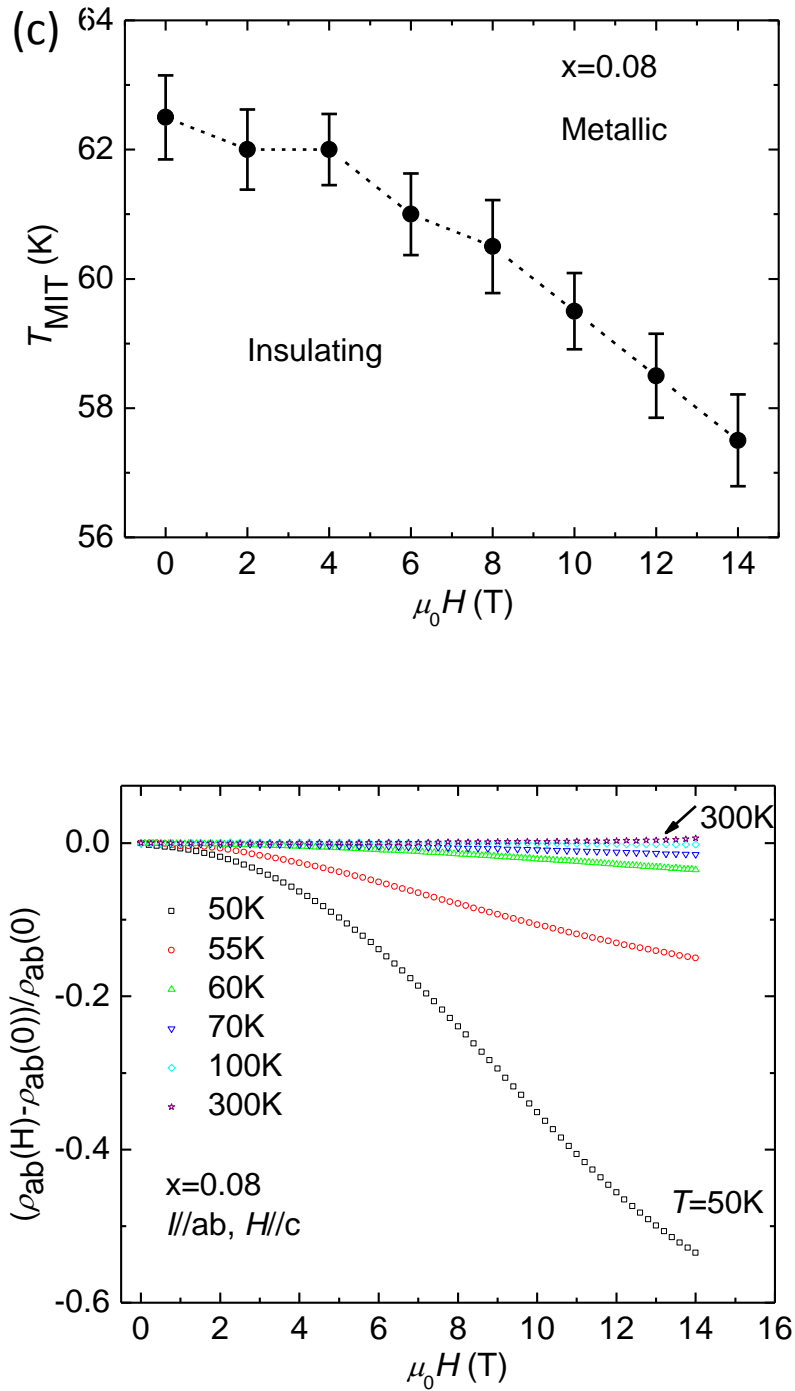 (c)
64
62
60
58
56
T_MIT (K)
x=0.08
Metallic
Insulating
0 2 4 6 8 10 12 14
μ₀H (T)
0.0
-0.2
-0.4
-0.6
(ρab(H)-ρab(0))/ρab(0)
300K
50K
55K
60K
70K
100K
300K
x=0.08
I//ab, H//c
T=50K
0 2 4 6 8 10 12 14 16
μ₀H (T)